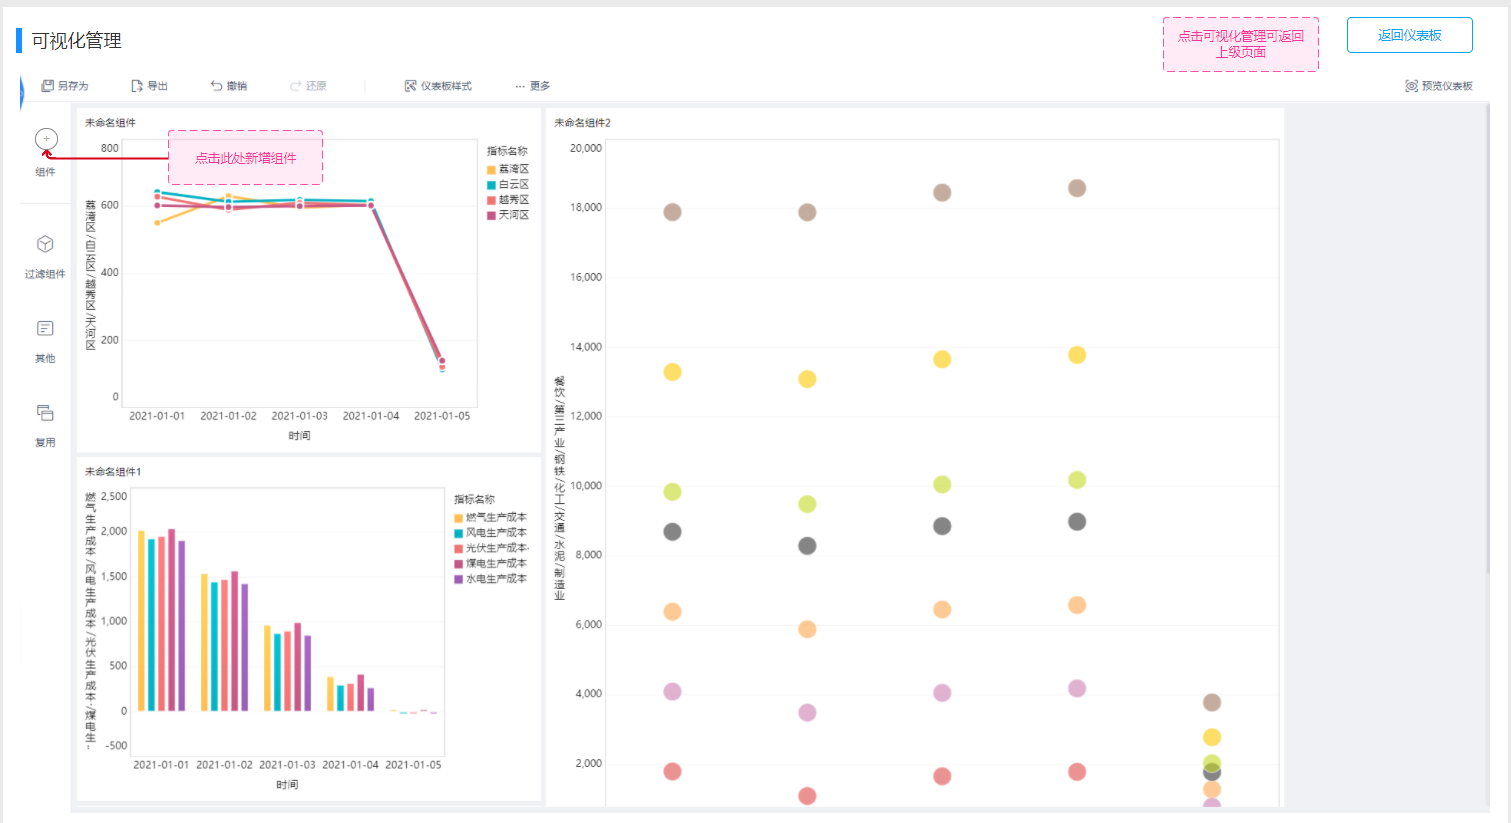 可视化管理
点击可视化管理可返回
上级页面
返回仪表板
另存为
导出
撤销
还原
仪表板样式
··· 更多
预览仪表板
组件
过滤组件
其他
复用
点击此处新增组件
未命名组件
800
600
400
200
0
荔湾区/白云区/越秀区/天河区
2021-01-01 2021-01-02 2021-01-03 2021-01-04 2021-01-05
时间
指标名称
荔湾区
白云区
越秀区
天河区
未命名组件1
2,500
2,000
1,500
1,000
500
0
-500
燃气生产成本/风电生产成本/光伏生产成本·/煤电生-
2021-01-01 2021-01-02 2021-01-03 2021-01-04 2021-01-05
时间
指标名称
燃气生产成本
风电生产成本
光伏生产成本·
煤电生产成本
水电生产成本
未命名组件2
20,000
18,000
16,000
14,000
12,000
10,000
8,000
6,000
4,000
2,000
餐饮/第三产业/钢铁/化工/交通/水泥/制造业